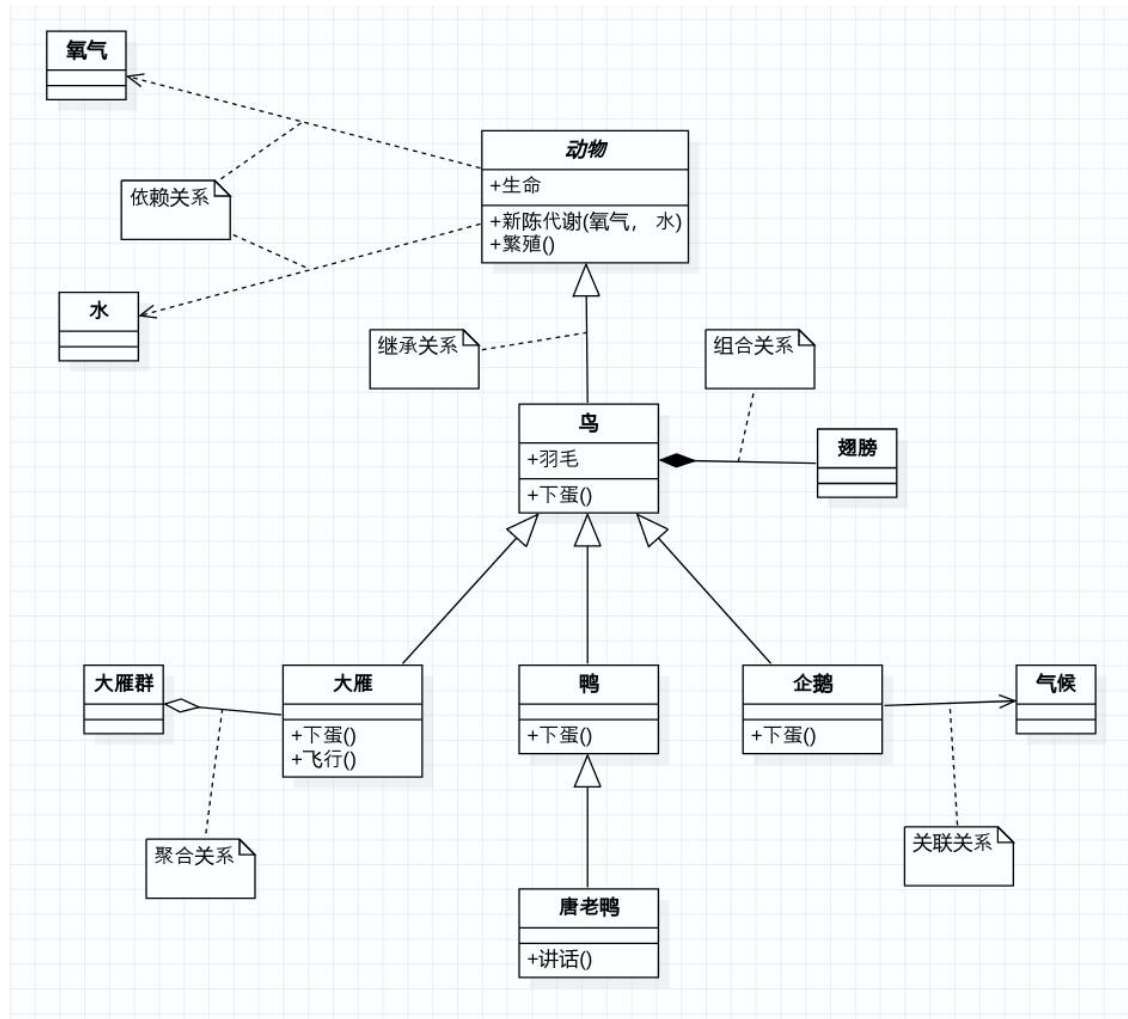 氧气
动物
+生命
+新陈代谢(氧气， 水)
+繁殖()
依赖关系
水
继承关系
组合关系
鸟
+羽毛
+下蛋()
翅膀
大雁群
大雁
+下蛋()
+飞行()
鸭
+下蛋()
企鹅
+下蛋()
气候
聚合关系
关联关系
唐老鸭
+讲话()